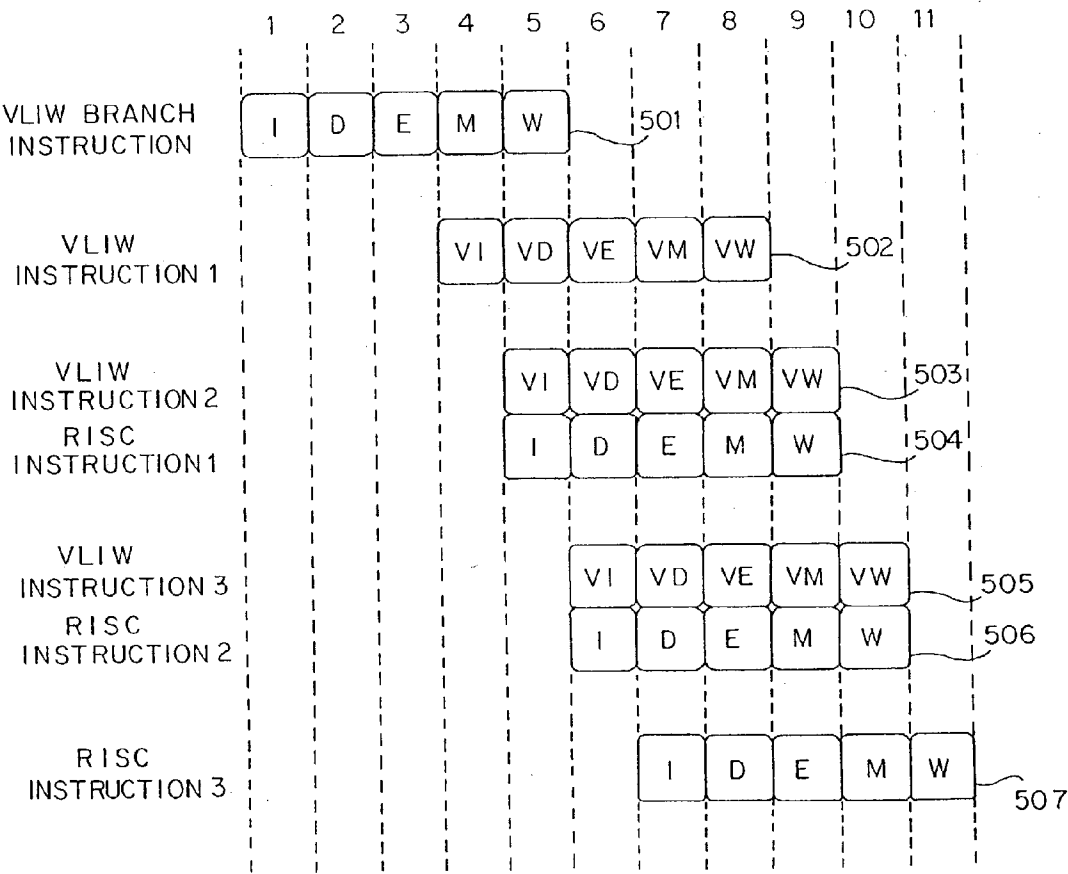 1 2 3 4 5 6 7 8 9 10 11
VLIW BRANCH
INSTRUCTION
I D E M W
501
VLIW
INSTRUCTION 1
VI VD VE VM VW
502
VLIW
INSTRUCTION 2
VI VD VE VM VW
503
RISC
INSTRUCTION 1
I D E M W
504
VLIW
INSTRUCTION 3
VI VD VE VM VW
505
RISC
INSTRUCTION 2
I D E M W
506
RISC
INSTRUCTION 3
I D E M W
507